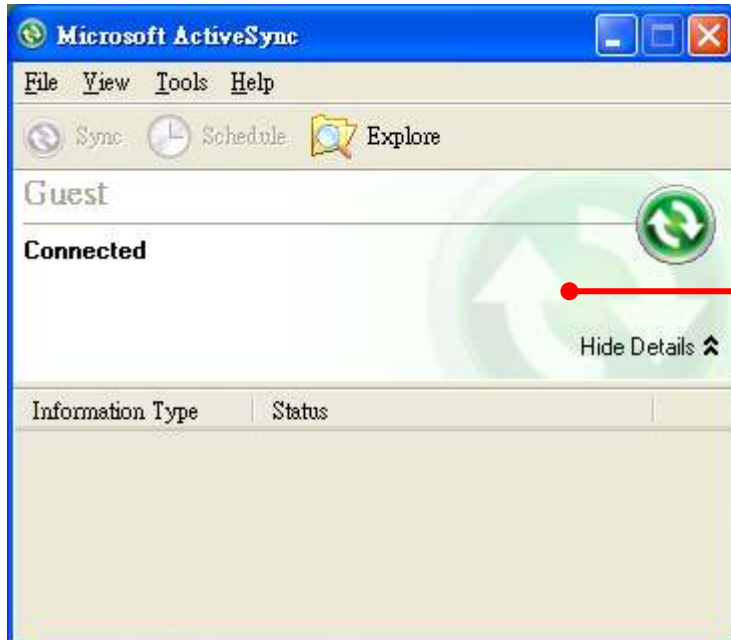 Microsoft ActiveSync
File View Tools Help
Sync Schedule Explore
Guest
Connected
Hide Details
Information Type Status